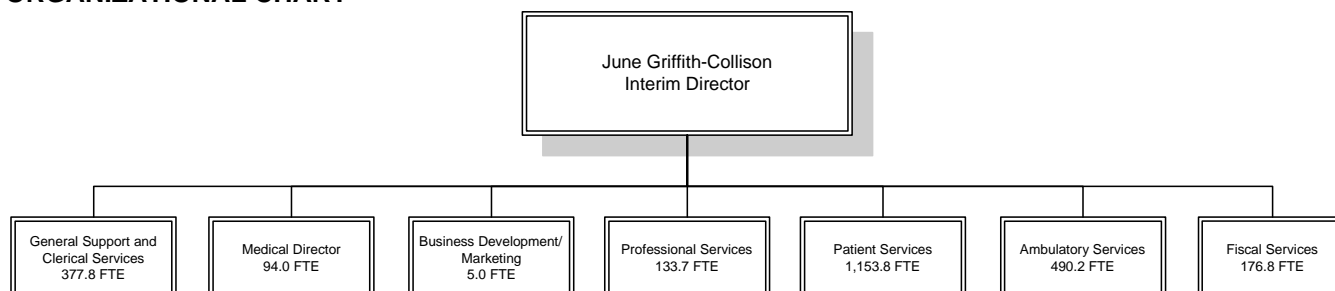 ORGANIZATIONAL CHART
June Griffith-Collison
Interim Director
General Support and
Clerical Services
377.8 FTE
Medical Director
94.0 FTE
Business Development/
Marketing
5.0 FTE
Professional Services
133.7 FTE
Patient Services
1,153.8 FTE
Ambulatory Services
490.2 FTE
Fiscal Services
176.8 FTE